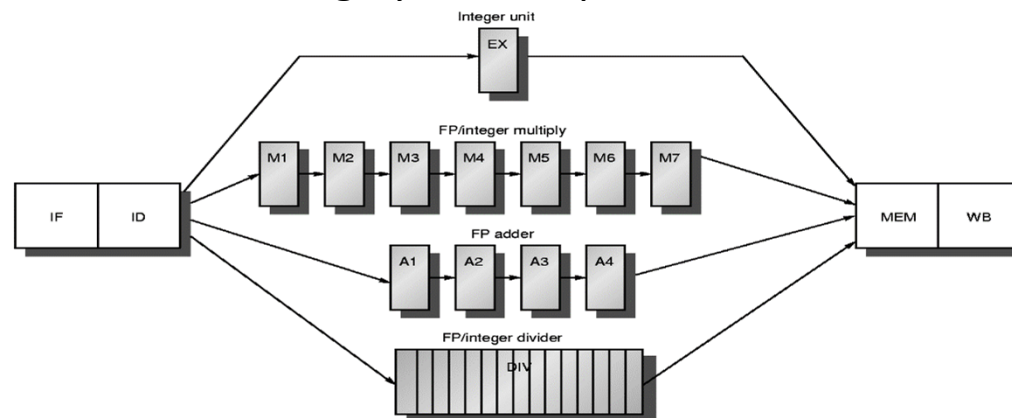 Integer unit
EX
FP/integer multiply
M1 M2 M3 M4 M5 M6 M7
IF ID
MEM WB
FP adder
A1 A2 A3 A4
FP/integer divider
DIV